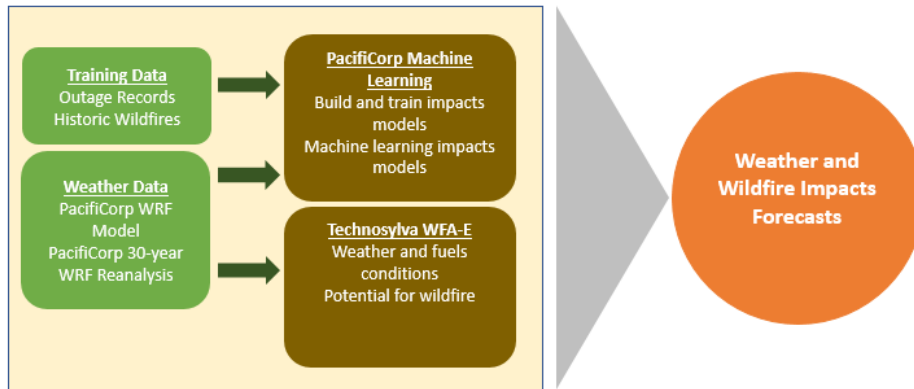 Training Data
Outage Records
Historic Wildfires
Weather Data
PacifiCorp WRF
Model
PacifiCorp 30-year
WRF Reanalysis
PacifiCorp Machine
Learning
Build and train impacts
models
Machine learning impacts
models
Technosylva WFA-E
Weather and fuels
conditions
Potential for wildfire
Weather and
Wildfire Impacts
Forecasts